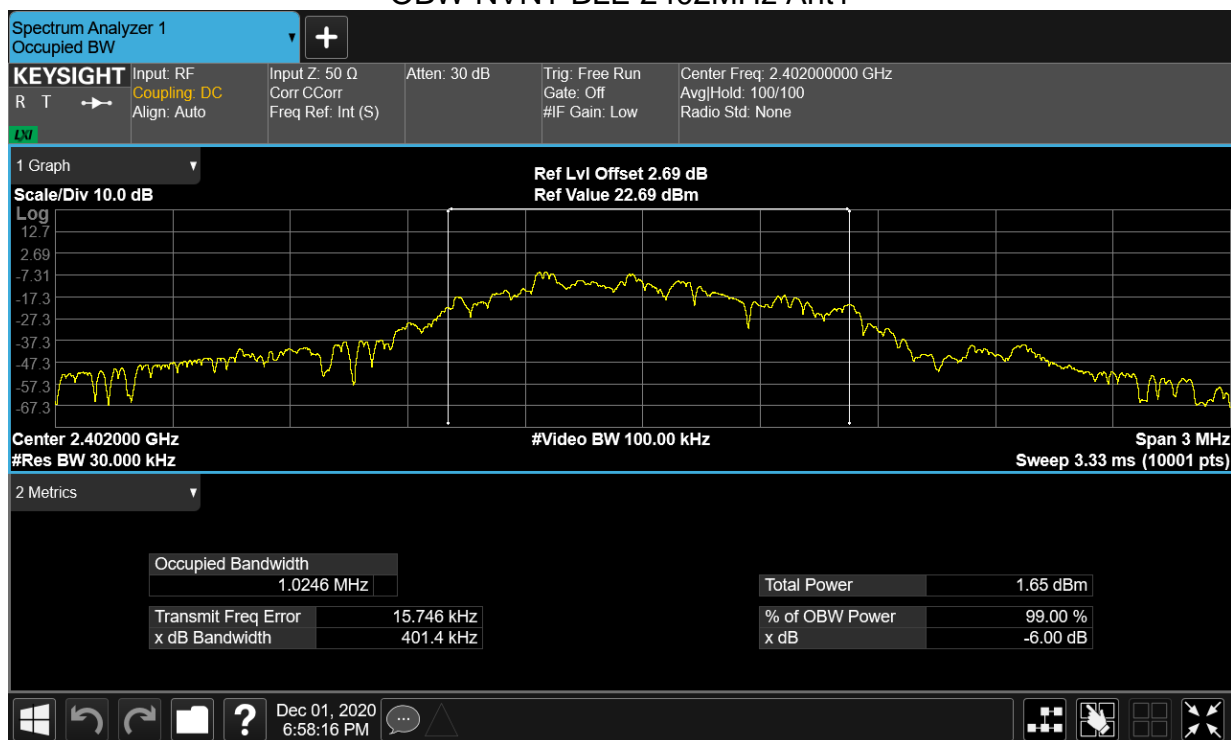 Spectrum Analyzer 1
Occupied BW
KEYSIGHT
R T
LXI
Input: RF
Coupling: DC
Align: Auto
Input Z: 50 Ω
Corr CCorr
Freq Ref: Int (S)
Atten: 30 dB
Trig: Free Run
Gate: Off
#IF Gain: Low
Center Freq: 2.402000000 GHz
Avg|Hold: 100/100
Radio Std: None
1 Graph
Scale/Div 10.0 dB
Ref Lvl Offset 2.69 dB
Ref Value 22.69 dBm
Log
12.7
2.69
-7.31
-17.3
-27.3
-37.3
-47.3
-57.3
-67.3
Center 2.402000 GHz
#Res BW 30.000 kHz
#Video BW 100.00 kHz
Span 3 MHz
Sweep 3.33 ms (10001 pts)
2 Metrics
Occupied Bandwidth
1.0246 MHz
Transmit Freq Error 15.746 kHz
x dB Bandwidth 401.4 kHz
Total Power 1.65 dBm
% of OBW Power 99.00 %
x dB -6.00 dB
?
Dec 01, 2020
6:58:16 PM